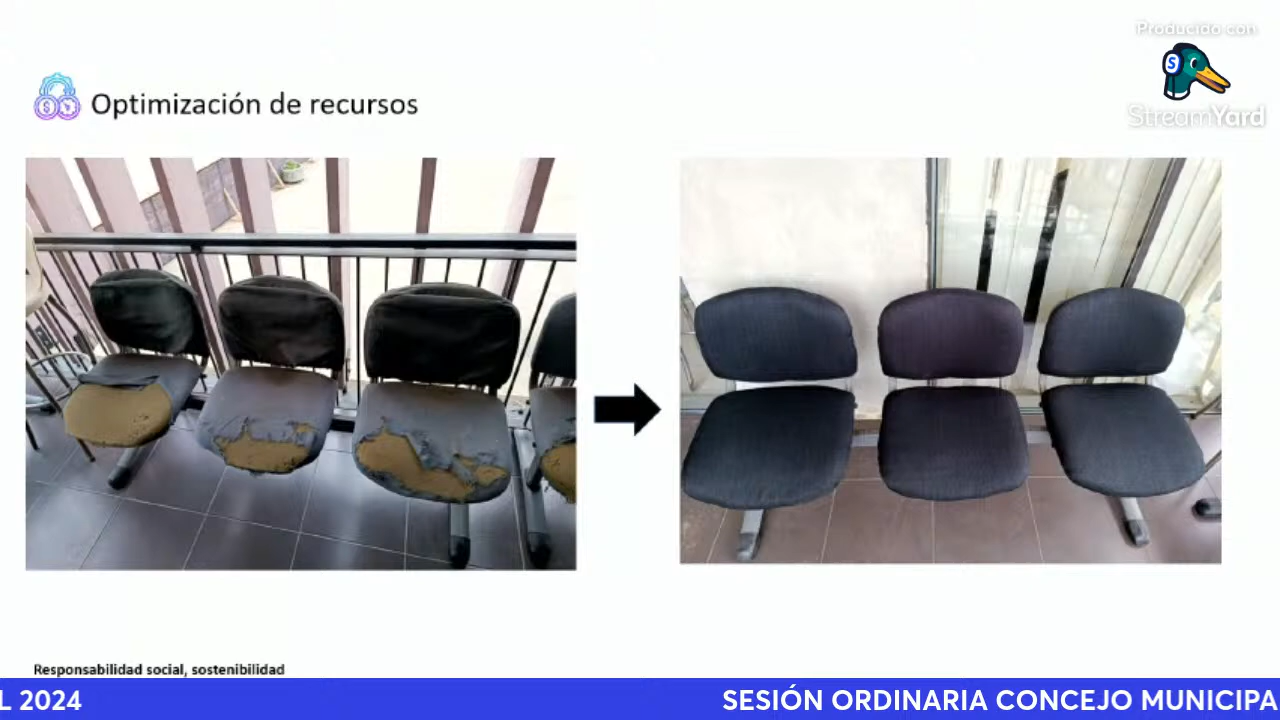 Producido con
StreamYard
Optimización de recursos
Responsabilidad social, sostenibilidad
L 2024
SESIÓN ORDINARIA CONCEJO MUNICIPA